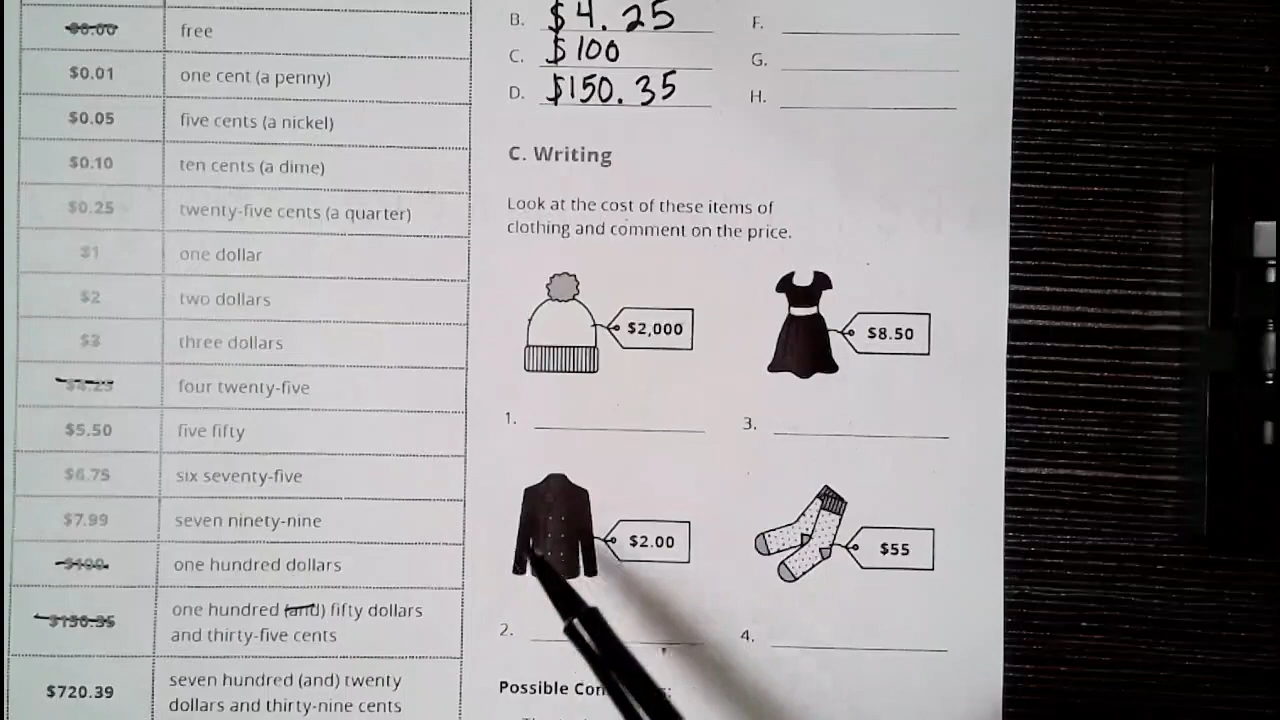 $0.00 free
$0.01 one cent (a penny)
$0.05 five cents (a nickel)
$0.10 ten cents (a dime)
$0.25 twenty-five cents (a quarter)
$1 one dollar
$2 two dollars
$3 three dollars
$4.25 four twenty-five
$5.50 five fifty
$6.75 six seventy-five
$7.99 seven ninety-nine
$100 one hundred dollars
$150.35 one hundred (and) fifty dollars
and thirty-five cents
$720.39 seven hundred (and) twenty
dollars and thirty-nine cents
B. $4.25 F.
C. $100 G.
D. $150.35 H.
C. Writing
Look at the cost of these items of
clothing and comment on the price.
$2,000 $8.50
1. 3.
$2.00 $55
2. 4.
Possible